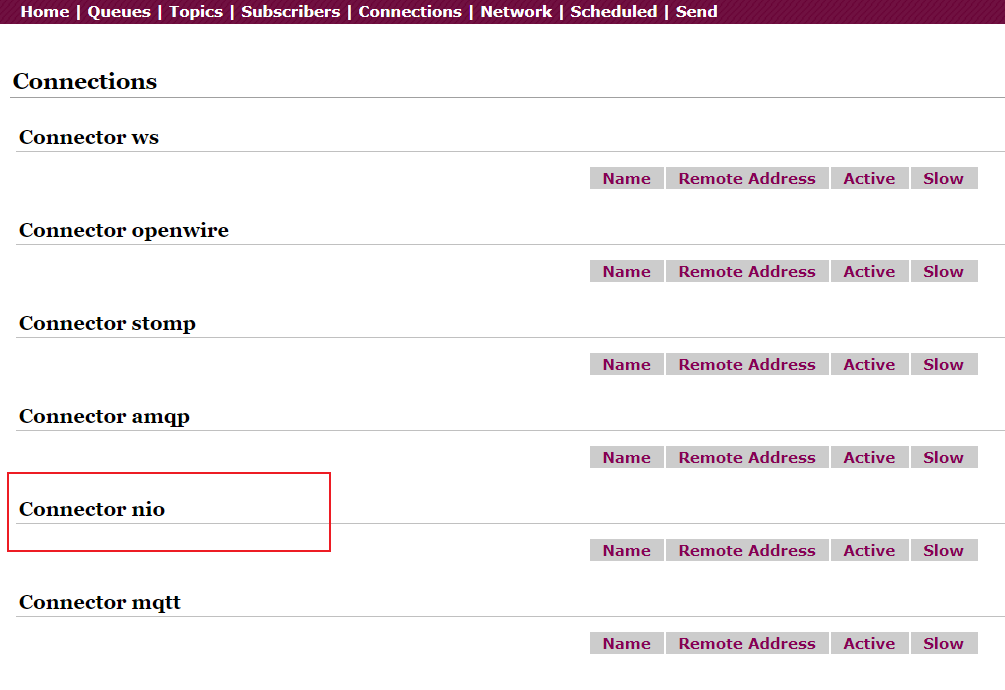 Home | Queues | Topics | Subscribers | Connections | Network | Scheduled | Send
Connections
Connector ws
Name Remote Address Active Slow
Connector openwire
Name Remote Address Active Slow
Connector stomp
Name Remote Address Active Slow
Connector amqp
Name Remote Address Active Slow
Connector nio
Name Remote Address Active Slow
Connector mqtt
Name Remote Address Active Slow